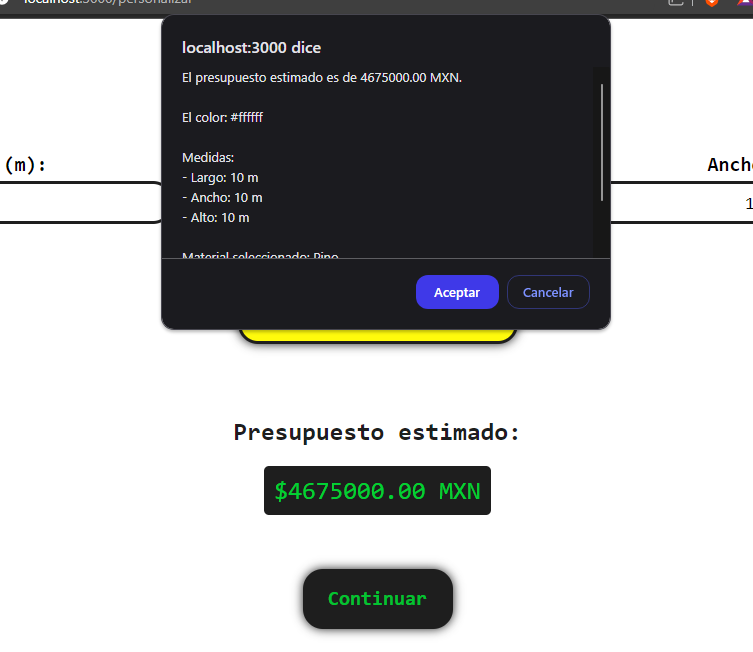 localhost:3000/personalizar
localhost:3000 dice
El presupuesto estimado es de 4675000.00 MXN.
El color: #ffffff
Medidas:
- Largo: 10 m
- Ancho: 10 m
- Alto: 10 m
Material seleccionado: Pino
Aceptar Cancelar
(m):
Ancho
1
Presupuesto estimado:
$4675000.00 MXN
Continuar